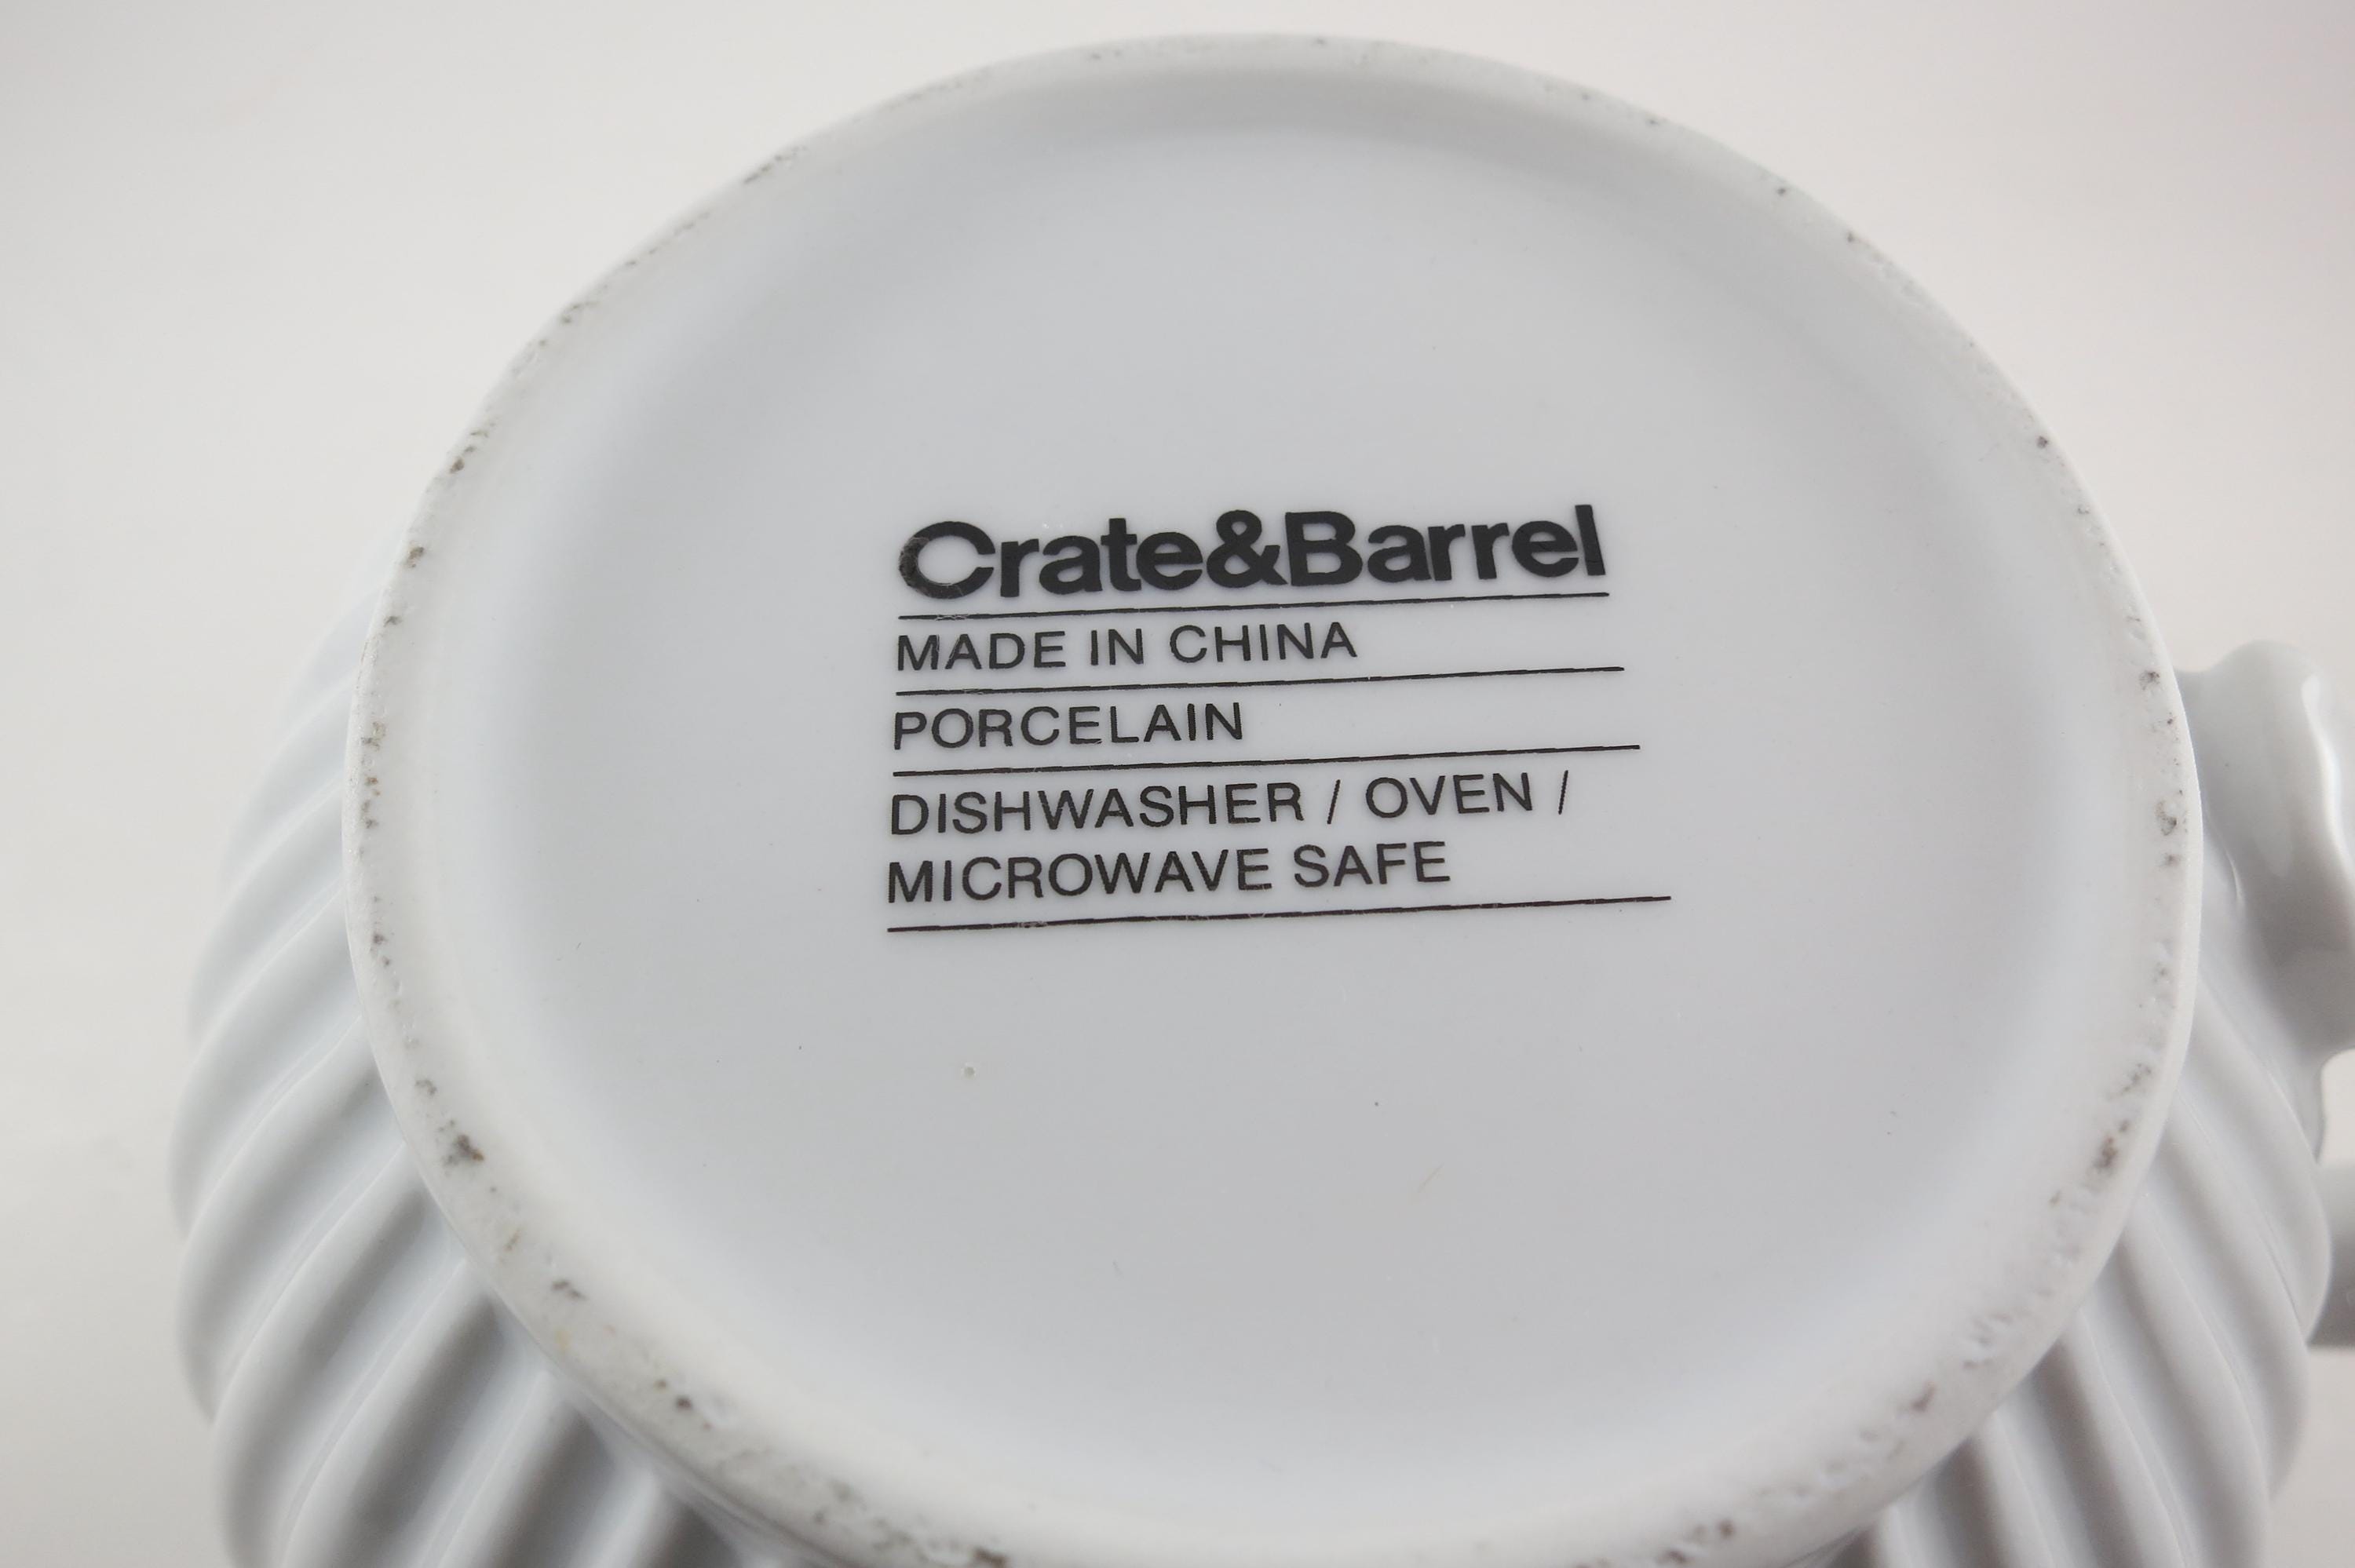 Crate&Barrel
MADE IN CHINA
PORCELAIN
DISHWASHER / OVEN /
MICROWAVE SAFE